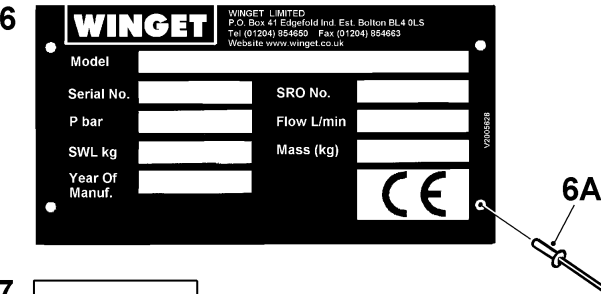 6
WINGET
WINGET LIMITED
P.O. Box 41 Edgefold Ind. Est. Bolton BL4 0LS
Tel (01204) 854650 Fax (01204) 854663
Website www.winget.co.uk
Model
Serial No.
SRO No.
P bar
Flow L/min
SWL kg
Mass (kg)
Year Of
Manuf.
CE
V2005628
6A
7